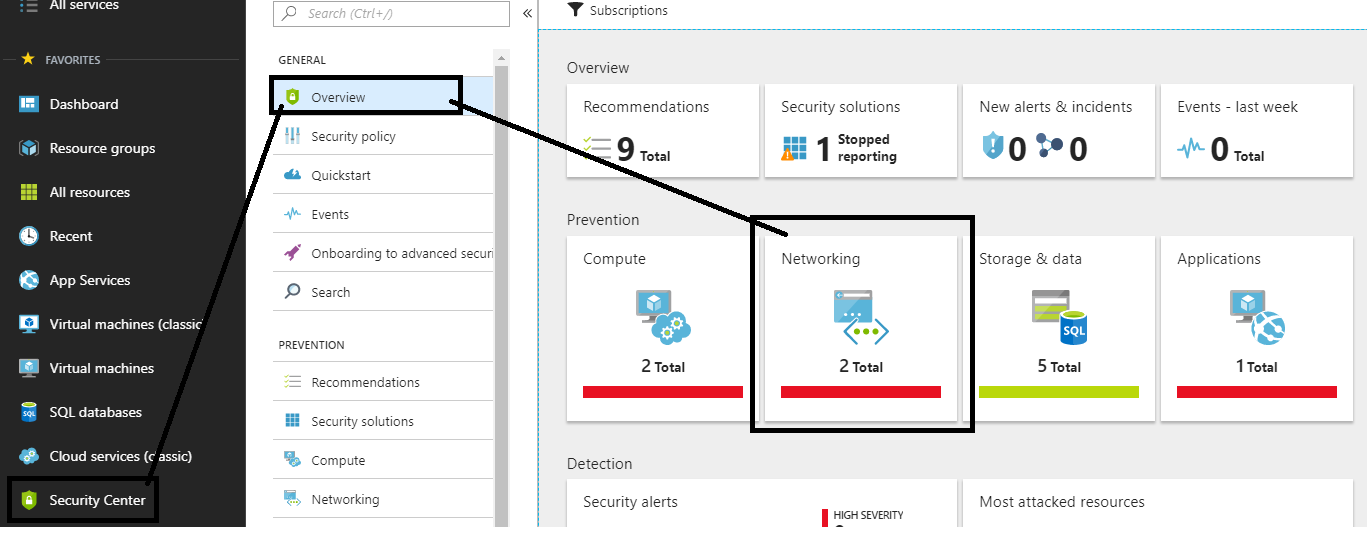 All services
FAVORITES
Dashboard
Resource groups
All resources
Recent
App Services
Virtual machines (classic)
Virtual machines
SQL databases
SQL
Cloud services (classic)
Security Center
Search (Ctrl+/)
«
GENERAL
Overview
Security policy
Quickstart
Events
Onboarding to advanced securi
Search
PREVENTION
Recommendations
Security solutions
Compute
Networking
Subscriptions
Overview
Recommendations
9 Total
Security solutions
1 Stopped
reporting
New alerts & incidents
0 0
Events - last week
0 Total
Prevention
Compute
2 Total
Networking
2 Total
Storage & data
SQL
5 Total
Applications
1 Total
Detection
Security alerts
HIGH SEVERITY
Most attacked resources